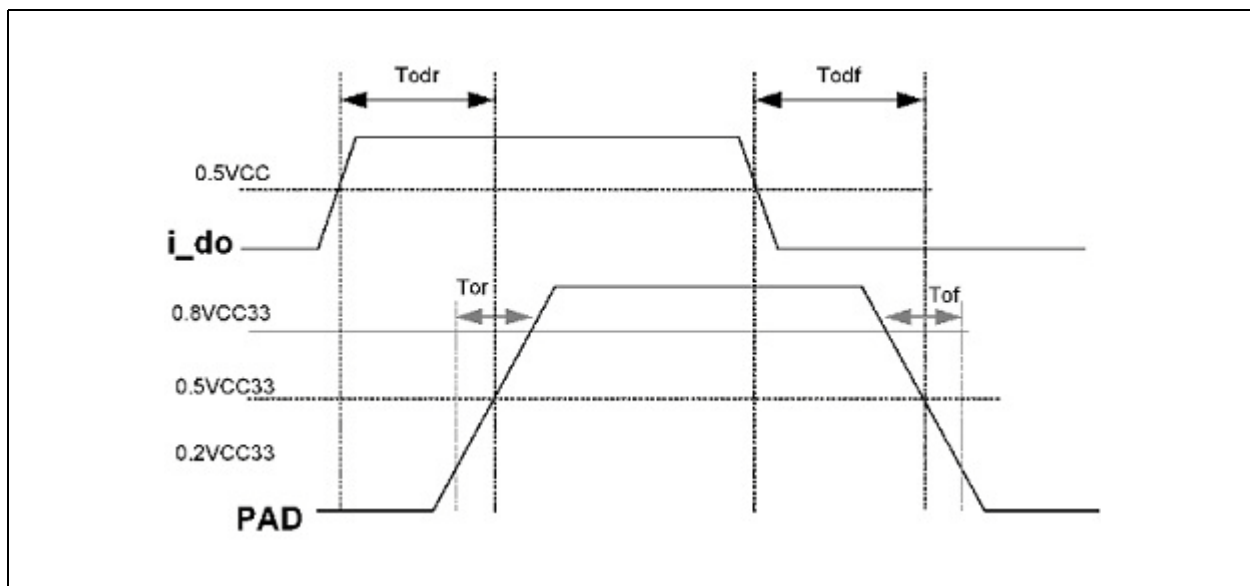 Todr
Todf
0.5VCC
i_do
Tor
Tof
0.8VCC33
0.5VCC33
0.2VCC33
PAD